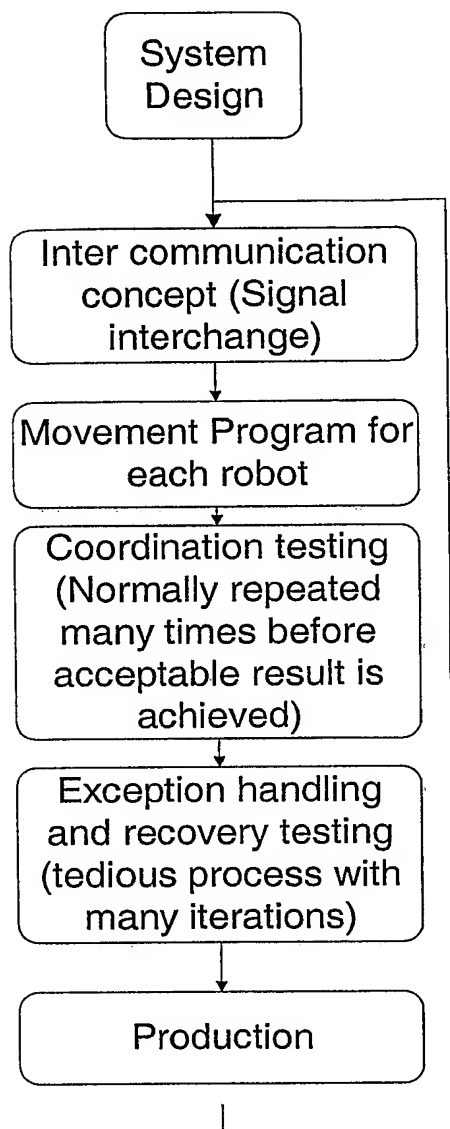 System
Design
Inter communication
concept (Signal
interchange)
Movement Program for
each robot
Coordination testing
(Normally repeated
many times before
acceptable result is
achieved)
Exception handling
and recovery testing
(tedious process with
many iterations)
Production